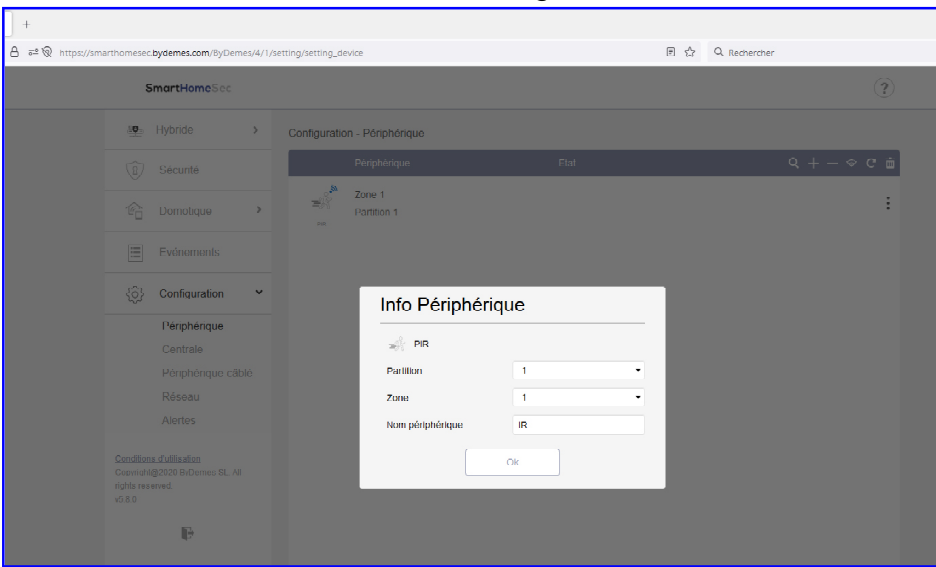 +
https://smarthomesec.bydemes.com/ByDemes/4/1/setting/setting_device
Rechercher
SmartHomeSec
?
Hybride
Configuration - Périphérique
Périphérique Etat
Sécurité
Zone 1
Partition 1
Domotique
Evénements
Configuration
Périphérique
Centrale
Périphérique câblé
Réseau
Alertes
Info Périphérique
PIR
Partition 1
Zone 1
Nom périphérique IR
Ok
Conditions d'utilisation
Copyright@2020 ByDemes SL. All
rights reserved.
v9.8.0